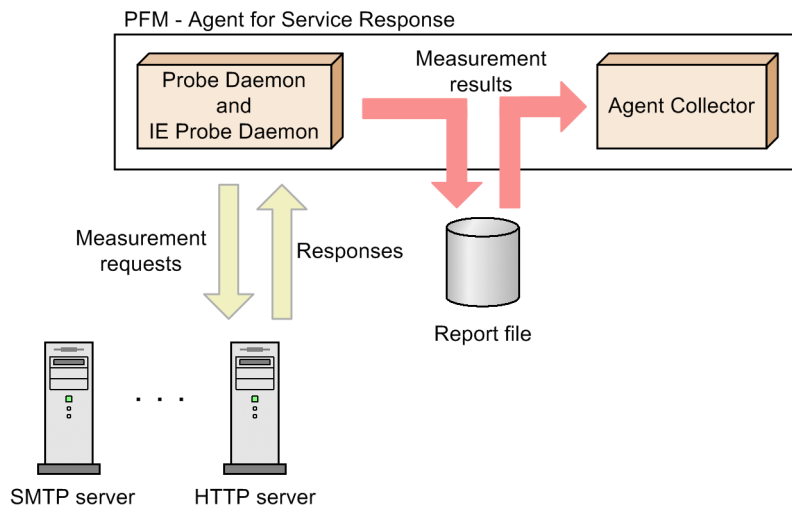 PFM - Agent for Service Response
Probe Daemon
and
IE Probe Daemon
Measurement
results
Agent Collector
Measurement
requests
Responses
Report file
. . .
SMTP server
HTTP server